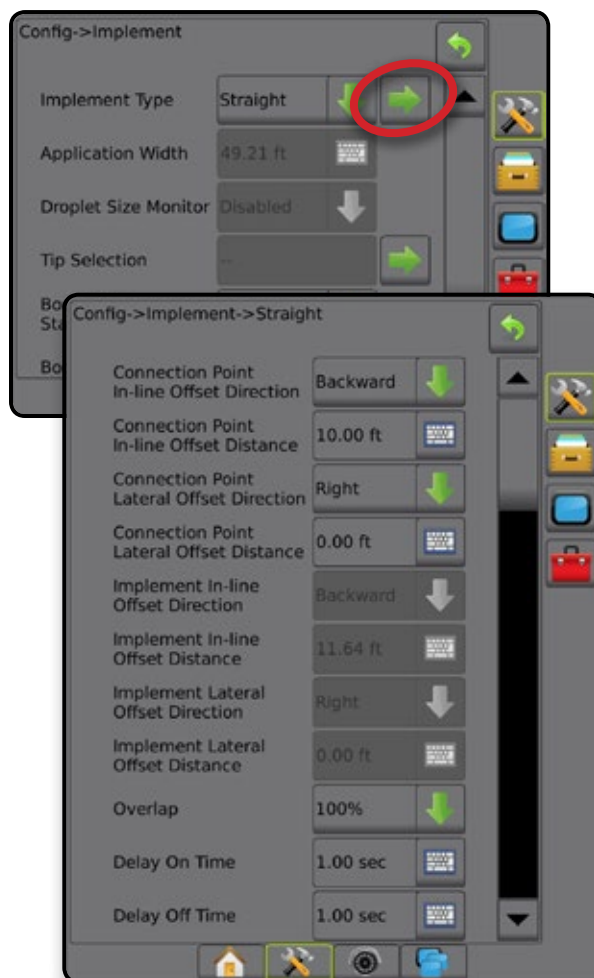 Config->Implement
Implement Type Straight
Application Width 49.21 ft
Droplet Size Monitor Disabled
Tip Selection --
Bo
Sta
Bo
Config->Implement->Straight
Connection Point
In-line Offset Direction Backward
Connection Point
In-line Offset Distance 10.00 ft
Connection Point
Lateral Offset Direction Right
Connection Point
Lateral Offset Distance 0.00 ft
Implement In-line
Offset Direction Backward
Implement In-line
Offset Distance 11.64 ft
Implement Lateral
Offset Direction Right
Implement Lateral
Offset Distance 0.00 ft
Overlap 100%
Delay On Time 1.00 sec
Delay Off Time 1.00 sec